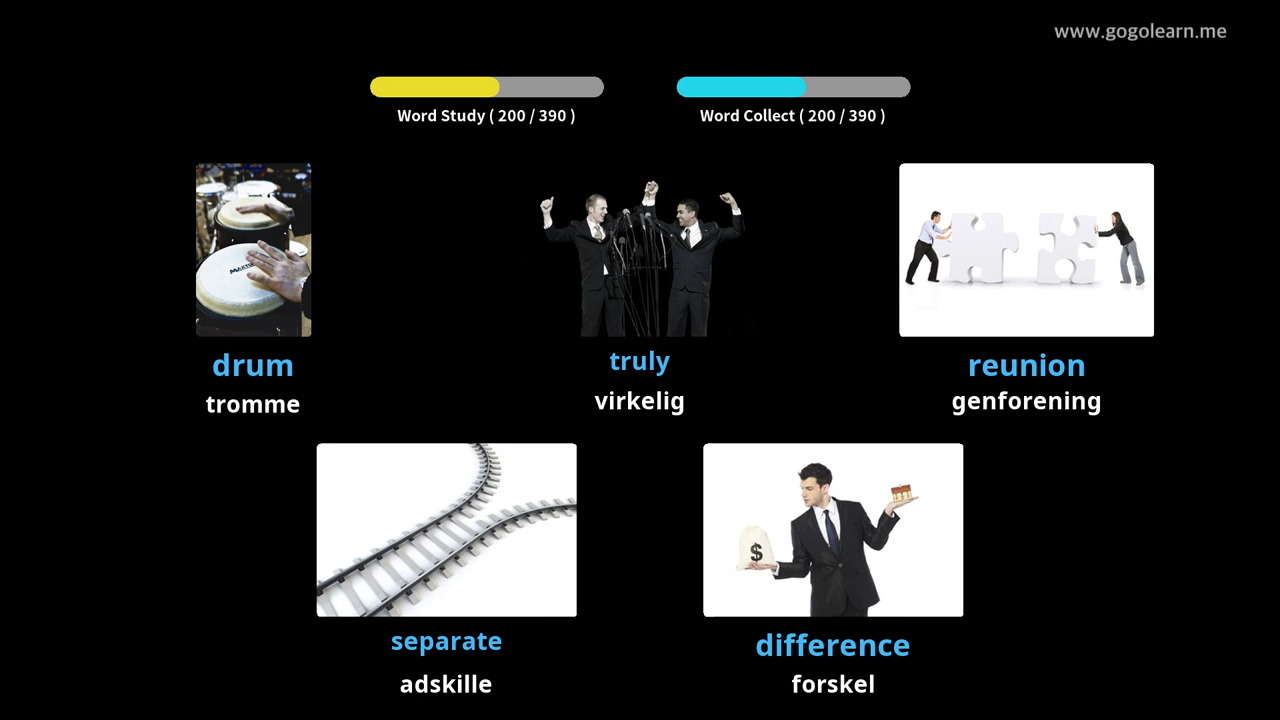 www.gogolearn.me
Word Study ( 200 / 390 )
Word Collect ( 200 / 390 )
drum
tromme
truly
virkelig
reunion
genforening
$
separate
adskille
difference
forskel